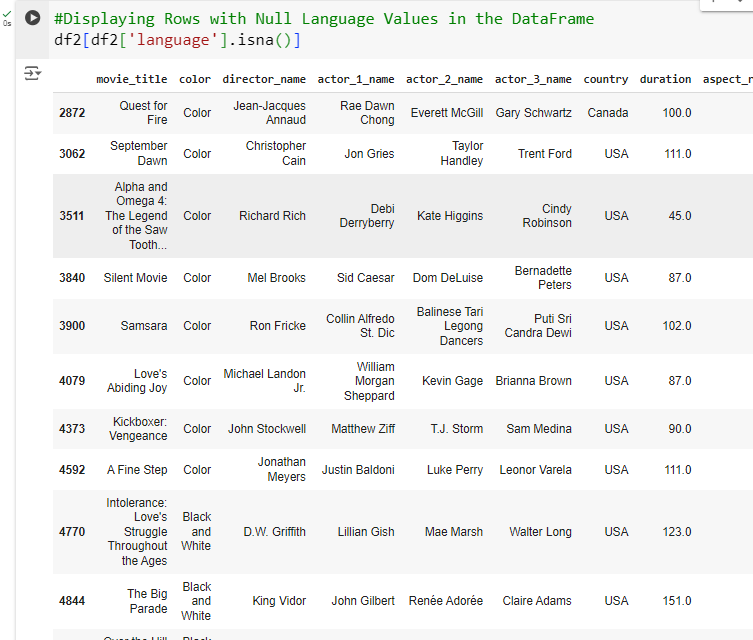 0s
#Displaying Rows with Null Language Values in the DataFrame
df2[df2['language'].isna()]
movie_title color director_name actor_1_name actor_2_name actor_3_name country duration
2872 Quest for Fire Color Jean-Jacques Annaud Rae Dawn Chong Everett McGill Gary Schwartz Canada 100.0
3062 September Dawn Color Christopher Cain Jon Gries Taylor Handley Trent Ford USA 111.0
3511 Alpha and Omega 4: The Legend of the Saw Tooth... Color Richard Rich Debi Derryberry Kate Higgins Cindy Robinson USA 45.0
3840 Silent Movie Color Mel Brooks Sid Caesar Dom DeLuise Bernadette Peters USA 87.0
3900 Samsara Color Ron Fricke Collin Alfredo St. Dic Balinese Tari Legong Dancers Puti Sri Candra Dewi USA 102.0
4079 Love's Abiding Joy Color Michael Landon Jr. William Morgan Sheppard Kevin Gage Brianna Brown USA 87.0
4373 Kickboxer: Vengeance Color John Stockwell Matthew Ziff T.J. Storm Sam Medina USA 90.0
4592 A Fine Step Color Jonathan Meyers Justin Baldoni Luke Perry Leonor Varela USA 111.0
4770 Intolerance: Love's Struggle Throughout the Ages Black and White D.W. Griffith Lillian Gish Mae Marsh Walter Long USA 123.0
4844 The Big Parade Black and White King Vidor John Gilbert Renée Adorée Claire Adams USA 151.0